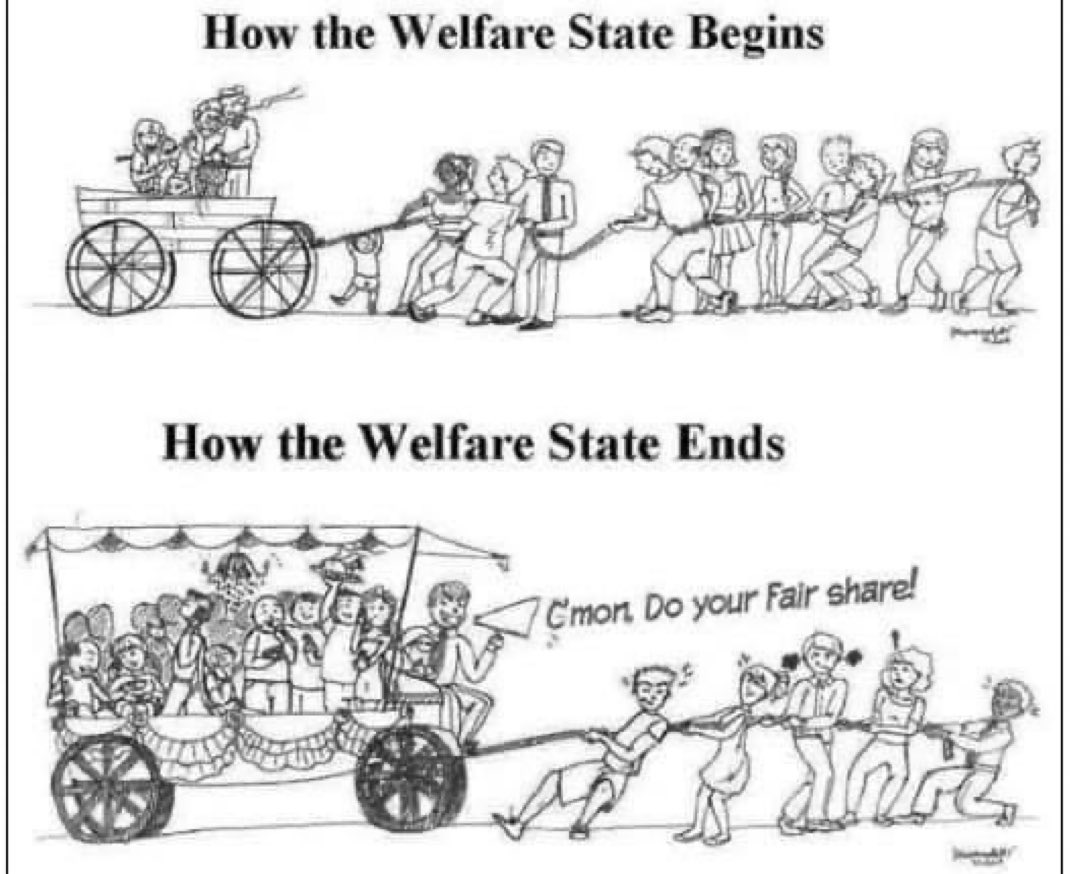 How the Welfare State Begins
How the Welfare State Ends
C'mon. Do your Fair share!